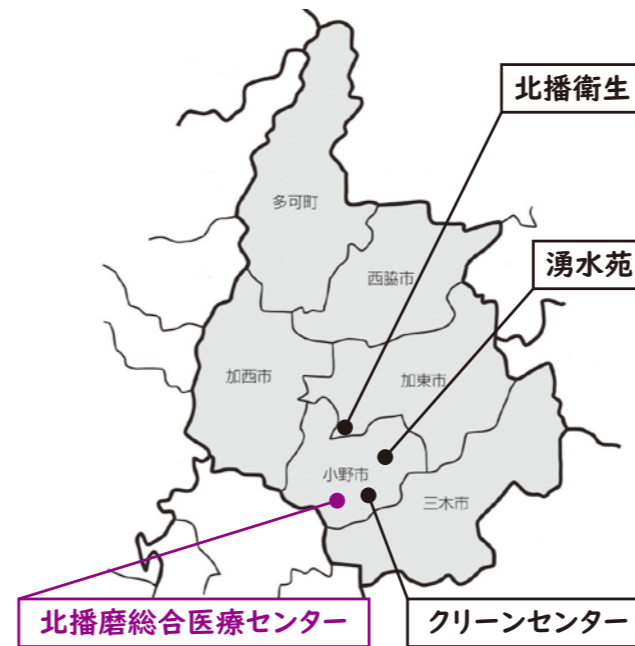 北播衛生
多可町
湧水苑
西脇市
加西市
加東市
小野市
三木市
北播磨総合医療センター
クリーンセンター